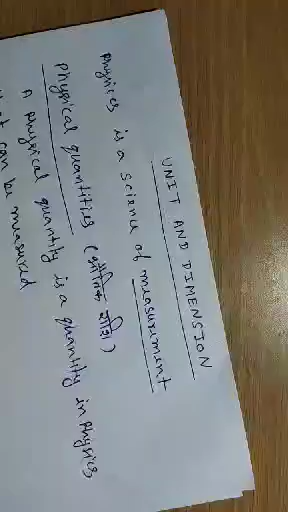 UNIT AND DIMENSION
Physics is a science of measurement
Physical quantities (भौतिक राशि)
A physical quantity is a quantity in physics
can be measured